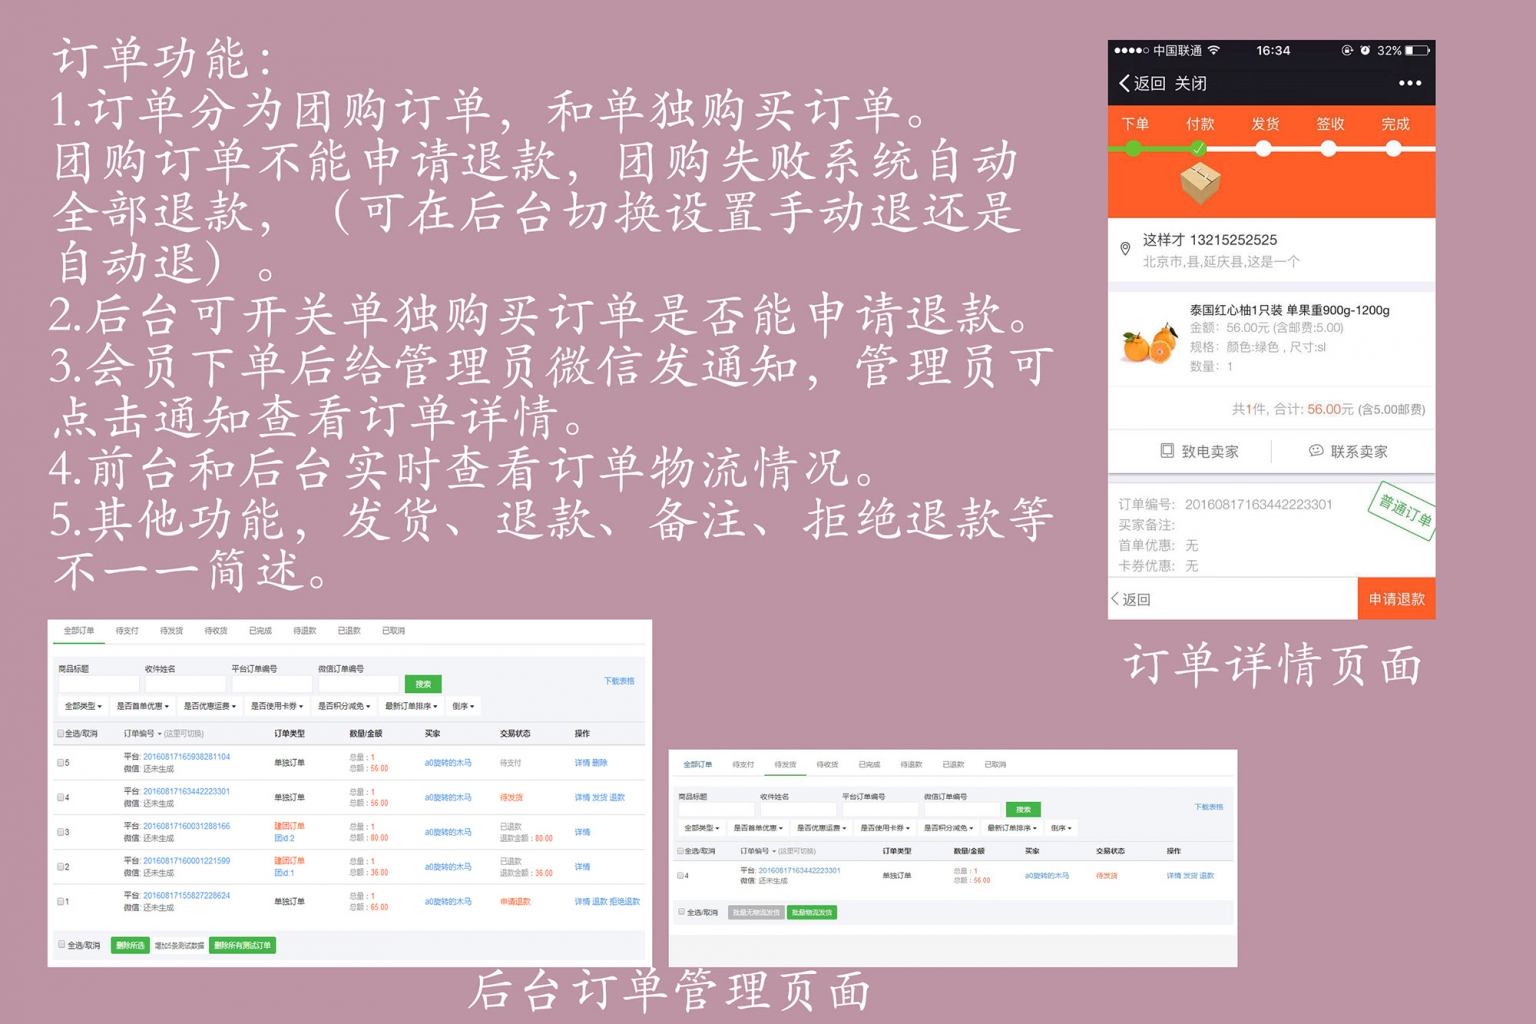 订单功能：
1.订单分为团购订单，和单独购买订单。
团购订单不能申请退款，团购失败系统自动
全部退款，（可在后台切换设置手动退还是
自动退）。
2.后台可开关单独购买订单是否能申请退款。
3.会员下单后给管理员微信发通知，管理员可
点击通知查看订单详情。
4.前台和后台实时查看订单物流情况。
5.其他功能，发货、退款、备注、拒绝退款等
不一一简述。
中国联通 16:34 32%
返回 关闭 •••
下单 付款 发货 签收 完成
这样才 13215252525
北京市,县,延庆县,这是一个
泰国红心柚1只装 单果重900g-1200g
金额：56.00元 (含邮费:5.00)
规格：颜色:绿色 , 尺寸:sl
数量：1
共1件, 合计: 56.00元 (含5.00邮费)
致电卖家 联系卖家
订单编号: 20160817163442223301
普通订单
买家备注:
首单优惠: 无
卡券优惠: 无
返回 申请退款
订单详情页面
全部订单 待支付 待发货 待收货 已完成 待退款 已退款 已取消
商品标题 收件姓名 平台订单编号 微信订单编号
搜索 下载表格
全部类型 是否首单优惠 是否优惠运费 是否使用卡券 是否积分减免 最新订单排序 倒序
全选/取消 订单编号 (这里可切换) 订单类型 数量/金额 买家 交易状态 操作
5 平台: 20160817165938281104 单独订单 总量 : 1 a0旋转的木马 待支付 详情 删除
微信: 还未生成 总额 : 56.00
4 平台: 20160817163442223301 单独订单 总量 : 1 a0旋转的木马 待发货 详情 发货 退款
微信: 还未生成 总额 : 56.00
3 平台: 20160817160031288166 建团订单 总量 : 1 a0旋转的木马 已退款 详情
微信: 还未生成 团id:2 总额 : 80.00 退款金额 : 80.00
2 平台: 20160817160001221599 建团订单 总量 : 1 a0旋转的木马 已退款 详情
微信: 还未生成 团id:1 总额 : 36.00 退款金额 : 36.00
1 平台: 20160817155827228624 单独订单 总量 : 1 a0旋转的木马 申请退款 详情 退款 拒绝退款
微信: 还未生成 总额 : 65.00
全选/取消 删除所选 增加5条测试数据 删除所有测试订单
全部订单 待支付 待发货 待收货 已完成 待退款 已退款 已取消
商品标题 收件姓名 平台订单编号 微信订单编号
搜索 下载表格
全部类型 是否首单优惠 是否优惠运费 是否使用卡券 是否积分减免 最新订单排序 倒序
全选/取消 订单编号 (这里可切换) 订单类型 数量/金额 买家 交易状态 操作
4 平台: 20160817163442223301 单独订单 总量 : 1 a0旋转的木马 待发货 详情 发货 退款
微信: 还未生成 总额 : 56.00
全选/取消 批量无物流发货 批量物流发货
后台订单管理页面